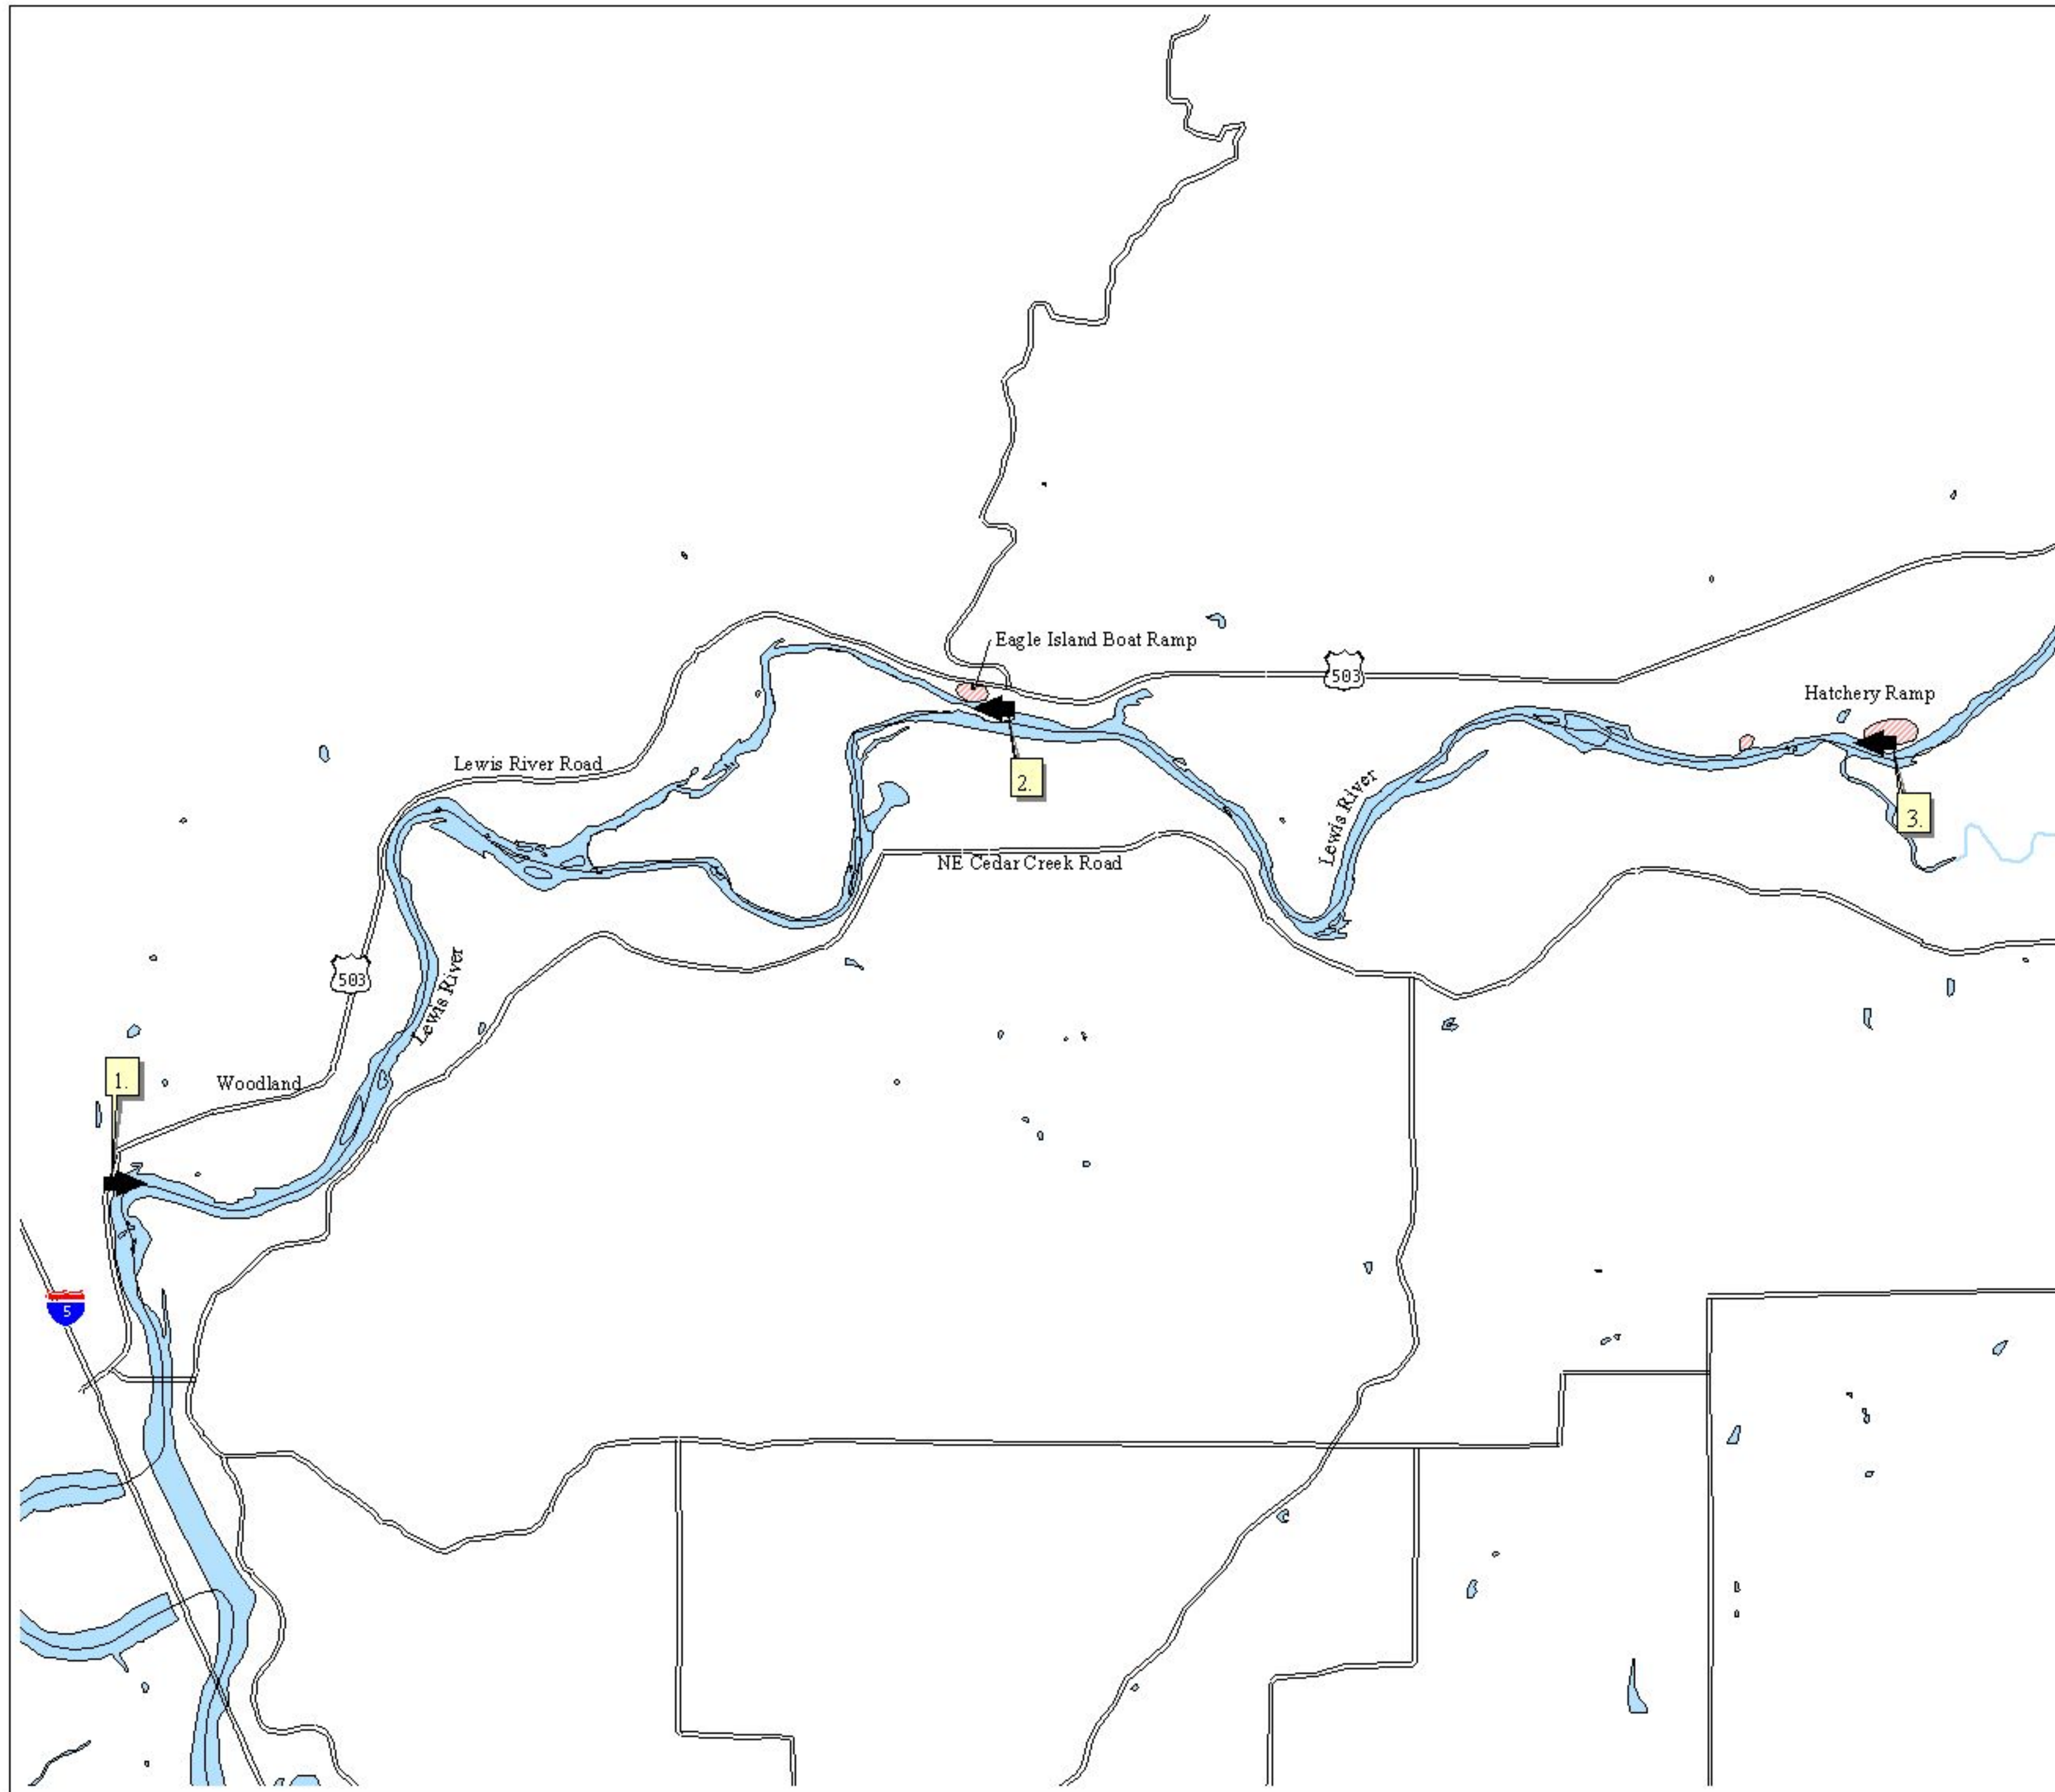 Eagle Island Boat Ramp
503
Hatchery Ramp
Lewis River Road
2.
Lewis River
3.
NE Cedar Creek Road
503
Lewis River
1.
Woodland
5